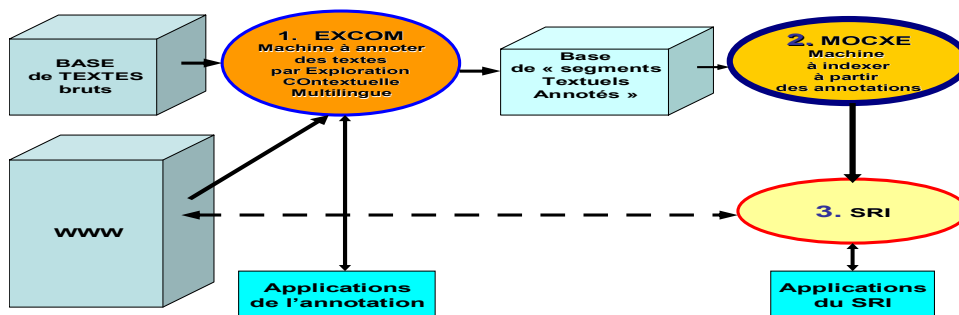 BASE
de TEXTES
bruts
1. EXCOM
Machine à annoter
des textes
par Exploration
COntextuelle
Multilingue
Base
de « segments
Textuels
Annotés »
2. MOCXE
Machine
à indexer
à partir
des annotations
www
3. SRI
Applications
de l’annotation
Applications
du SRI